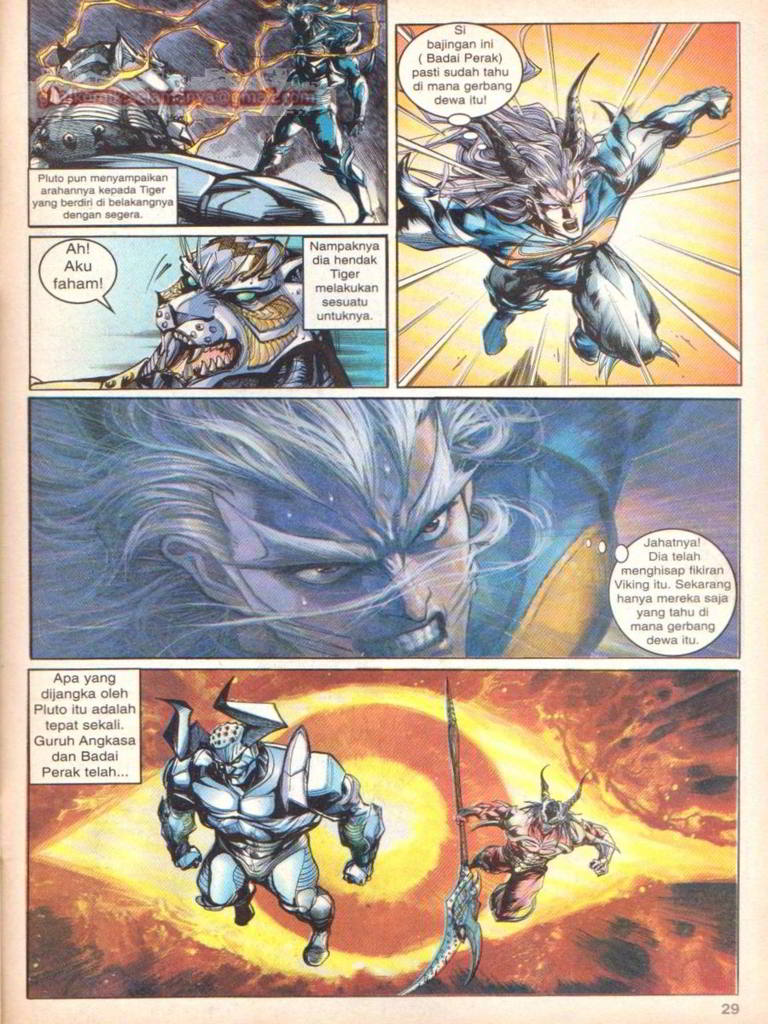 Pluto pun menyampaikan
arahannya kepada Tiger
yang berdiri di belakangnya
dengan segera.
Si
bajingan ini
( Badai Perak)
pasti sudah tahu
di mana gerbang
dewa itu!
Ah!
Aku
faham!
Nampaknya
dia hendak
Tiger
melakukan
sesuatu
untuknya.
Jahatnya!
Dia telah
menghisap fikiran
Viking itu. Sekarang
hanya mereka saja
yang tahu di
mana gerbang
dewa itu.
Apa yang
dijangka oleh
Pluto itu adalah
tepat sekali.
Guruh Angkasa
dan Badai
Perak telah...
29